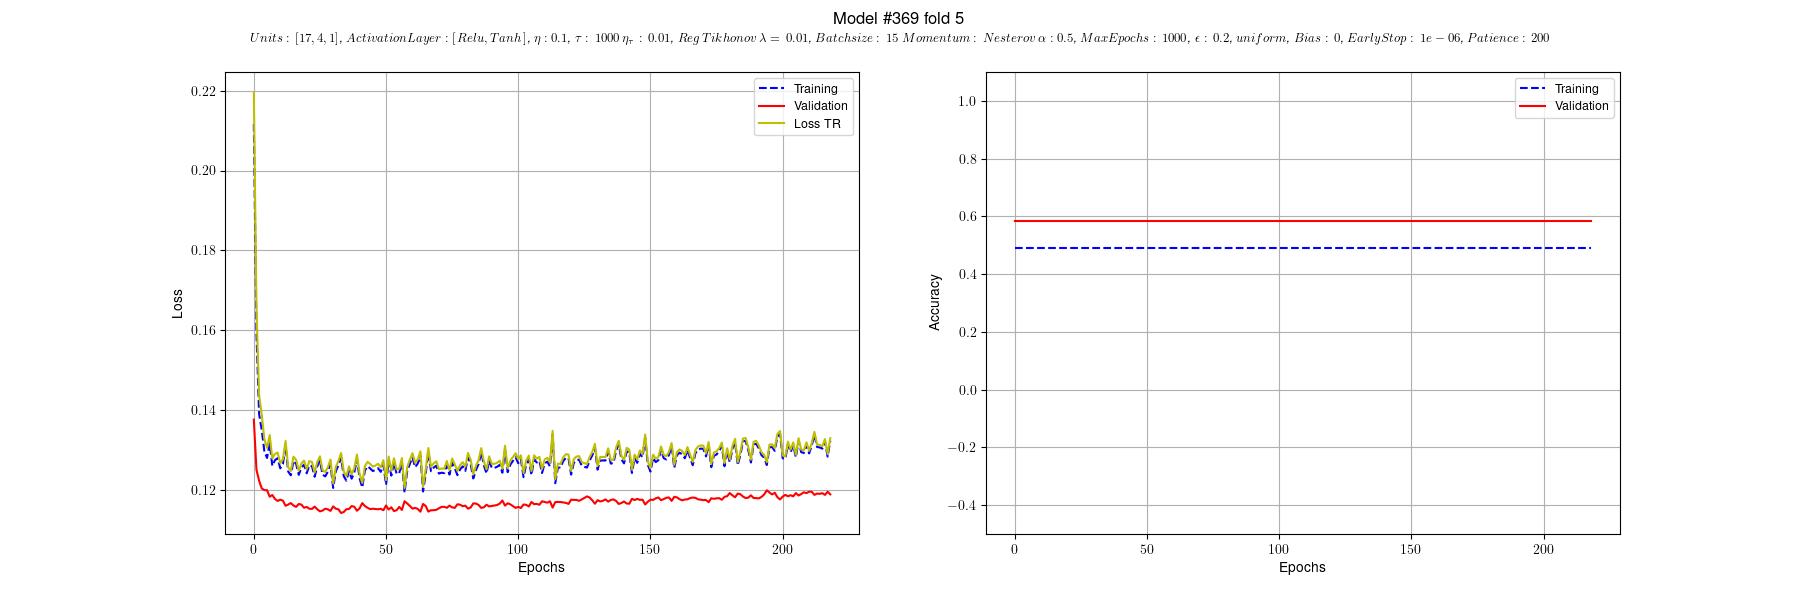 Model #369 fold 5
Units : [17, 4, 1], ActivationLayer : [Relu, Tanh], η : 0.1, τ : 1000 η_τ : 0.01, Reg Tikhonov λ = 0.01, Batchsize : 15 Momentum : Nesterov α : 0.5, MaxEpochs : 1000, ϵ : 0.2, uniform, Bias : 0, EarlyStop : 1e − 06, Patience : 200
0.22
0.20
0.18
0.16
0.14
0.12
Loss
0 50 100 150 200
Epochs
Training
Validation
Loss TR
1.0
0.8
0.6
0.4
0.2
0.0
−0.2
−0.4
Accuracy
0 50 100 150 200
Epochs
Training
Validation